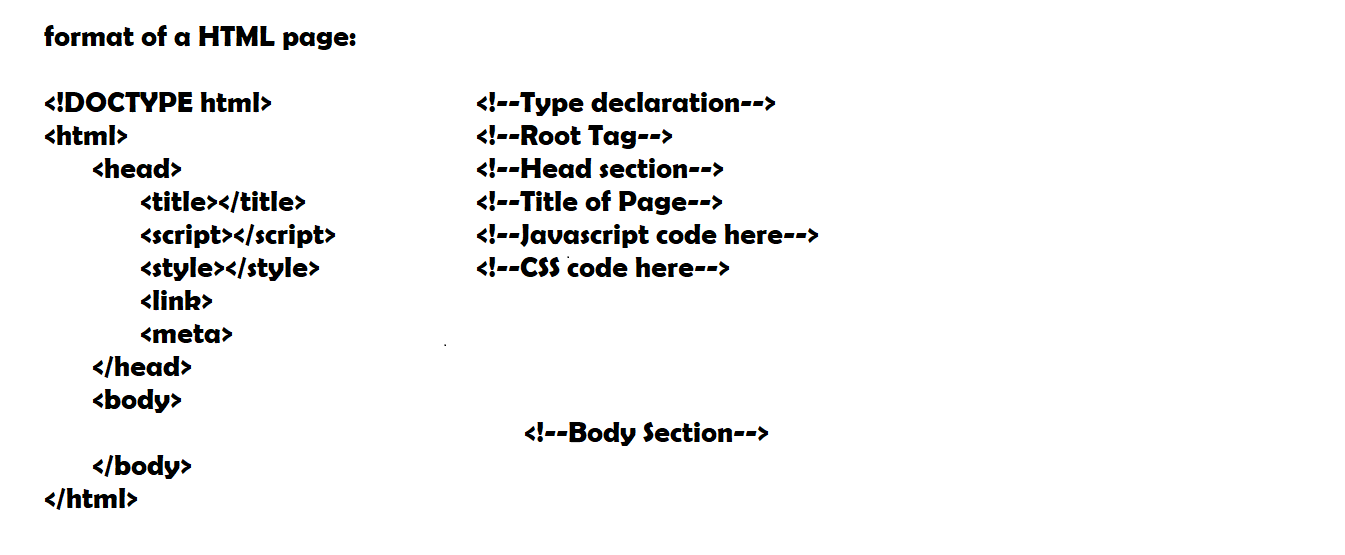 format of a HTML page:
<!DOCTYPE html> <!--Type declaration-->
<html> <!--Root Tag-->
<head> <!--Head section-->
<title></title> <!--Title of Page-->
<script></script> <!--Javascript code here-->
<style></style> <!--CSS code here-->
<link>
<meta>
</head>
<body>
<!--Body Section-->
</body>
</html>